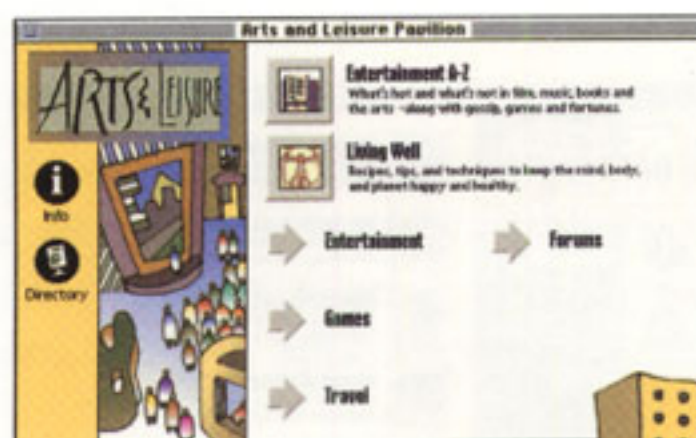 Arts and Leisure Pavilion
ARTS & LEISURE
Info
Directory
Entertainment A-Z
What's hot and what's not in film, music, books and
the arts -along with gossip, games and fortunes.
Living Well
Recipes, tips, and techniques to keep the mind, body,
and planet happy and healthy.
Entertainment
Forums
Games
Travel